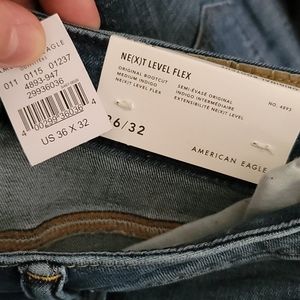 EAGLE
011 0115 01237
4893-947
29936036
US 36 X 32
NE(X)T LEVEL FLEX
ORIGINAL BOOTCUT
MEDIUM INDIGO
NE(X)T LEVEL FLEX
SEMI-ÉVASÉ ORIGINAL
INDIGO INTERMÉDIAIRE
EXTENSIBILITÉ NE(X)T LEVEL
NO. 4893
36/32
AMERICAN EAGLE